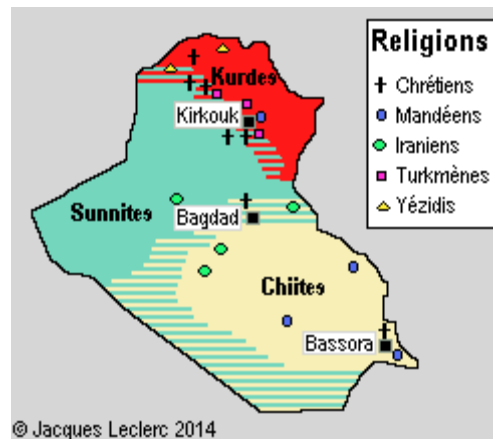 Religions
Chrétiens
Mandéens
Iraniens
Turkmènes
Yézidis
Kurdes
Kirkouk
Sunnites
Bagdad
Chiites
Bassora
© Jacques Leclerc 2014